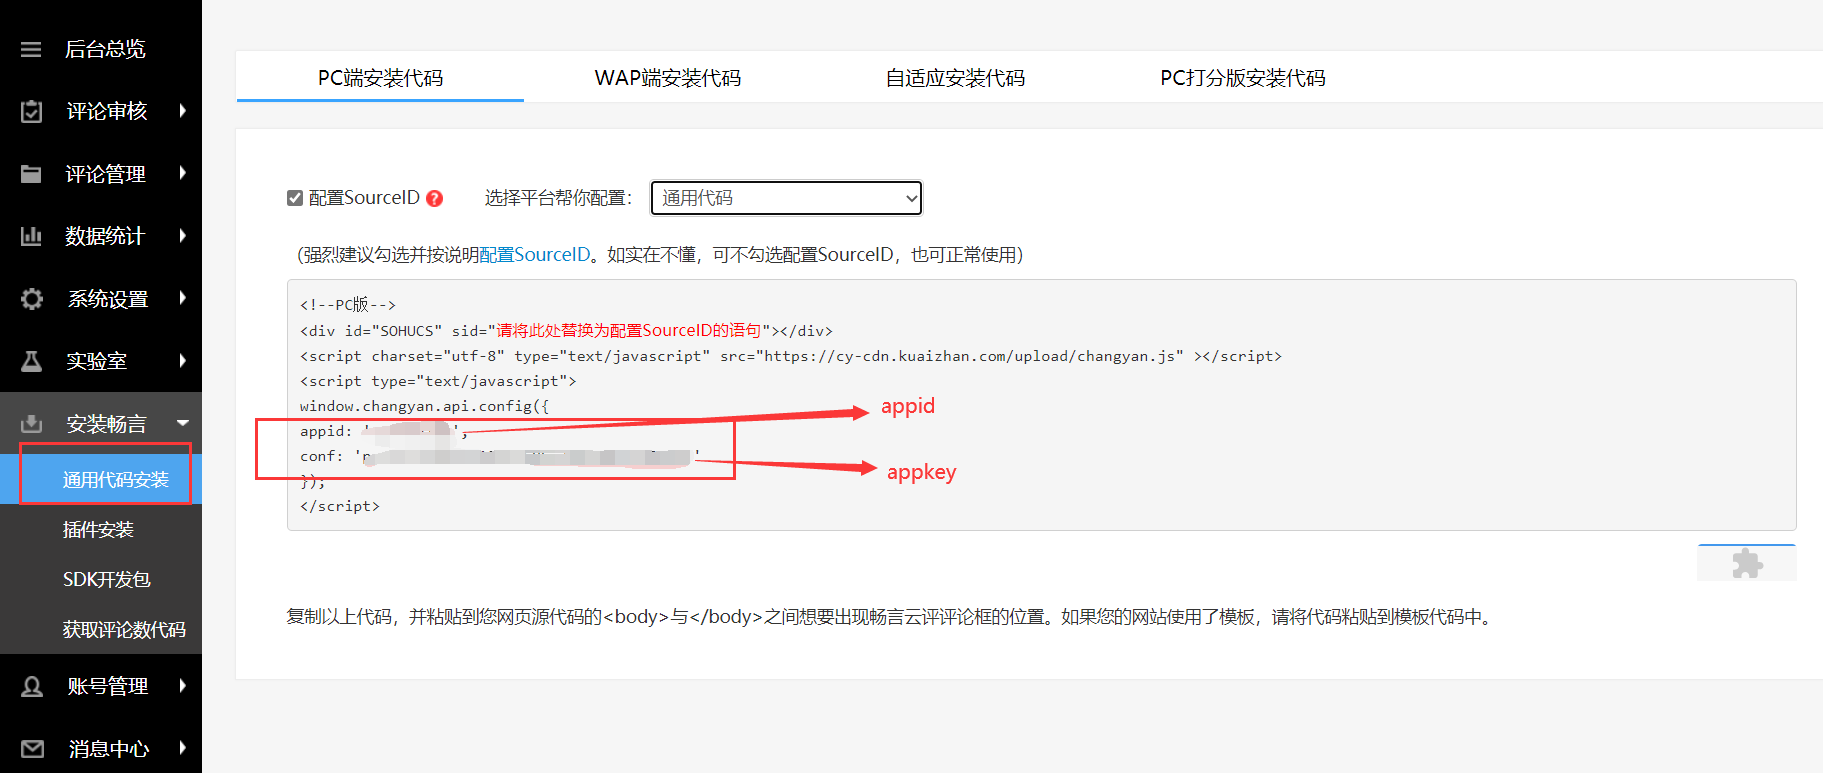 后台总览
评论审核
评论管理
数据统计
系统设置
实验室
安装畅言
通用代码安装
插件安装
SDK开发包
获取评论数代码
账号管理
消息中心
PC端安装代码
WAP端安装代码
自适应安装代码
PC打分版安装代码
配置SourceID ?
选择平台帮你配置：
通用代码
（强烈建议勾选并按说明配置SourceID。如实在不懂，可不勾选配置SourceID，也可正常使用）
<!--PC版-->
<div id="SOHUCS" sid="请将此处替换为配置SourceID的语句"></div>
<script charset="utf-8" type="text/javascript" src="https://cy-cdn.kuaizhan.com/upload/changyan.js" ></script>
<script type="text/javascript">
window.changyan.api.config({
appid: '
',
appid
conf: '
'
appkey
});
</script>
复制以上代码，并粘贴到您网页源代码的<body>与</body>之间想要出现畅言云评评论框的位置。如果您的网站使用了模板，请将代码粘贴到模板代码中。